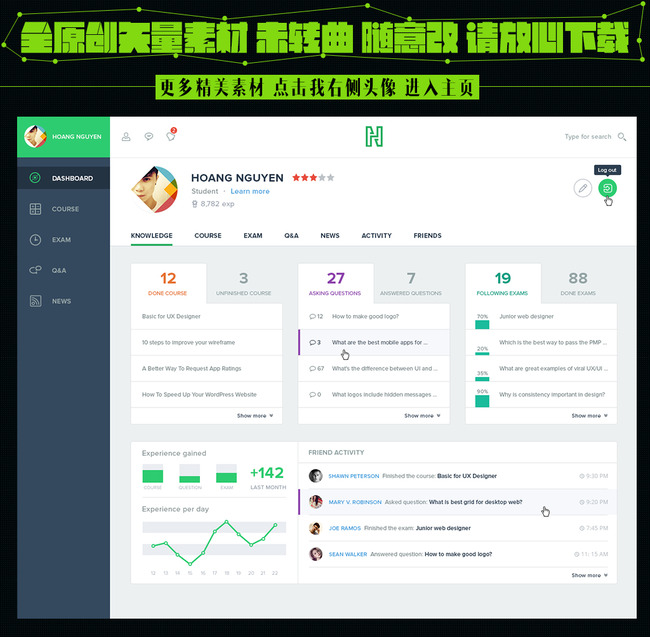 全原创矢量素材 未转曲 随意改 请放心下载
更多精美素材 点击我右侧头像 进入主页
HOANG NGUYEN
2
Type for search
DASHBOARD
COURSE
EXAM
Q&A
NEWS
HOANG NGUYEN
Student · Learn more
8,782 exp
Log out
KNOWLEDGE COURSE EXAM Q&A NEWS ACTIVITY FRIENDS
12
DONE COURSE
3
UNFINISHED COURSE
Basic for UX Designer
10 steps to improve your wireframe
A Better Way To Request App Ratings
How To Speed Up Your WordPress Website
Show more
27
ASKING QUESTIONS
7
ANSWERED QUESTIONS
12 How to make good logo?
3 What are the best mobile apps for ...
67 What's the difference between UI and ...
0 What logos include hidden messages ...
Show more
19
FOLLOWING EXAMS
88
DONE EXAMS
70% Junior web designer
20% Which is the best way to pass the PMP ...
35% What are great examples of viral UX/UI ...
90% Why is consistency important in design?
Show more
Experience gained
COURSE QUESTION EXAM
+142
LAST MONTH
Experience per day
12 13 14 15 16 17 18 19 20 21 22
FRIEND ACTIVITY
SHAWN PETERSON Finished the course: Basic for UX Designer 9:30 PM
MARY V. ROBINSON Asked question: What is best grid for desktop web? 9:20 PM
JOE RAMOS Finished the exam: Junior web designer 7:45 PM
SEAN WALKER Answered question: How to make good logo? 11:15 AM
Show more